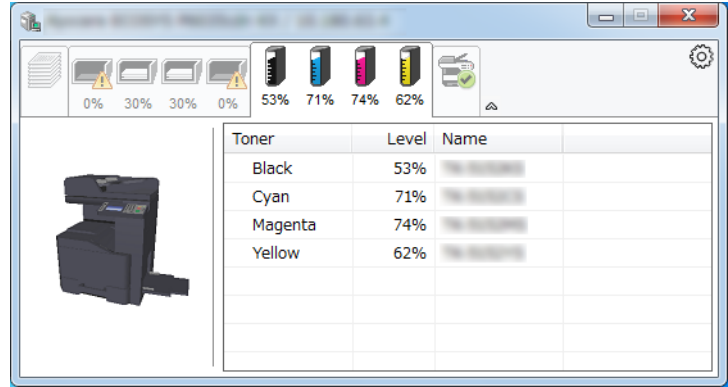 0% 30% 30% 0% 53% 71% 74% 62%
Toner Level Name
Black 53%
Cyan 71%
Magenta 74%
Yellow 62%